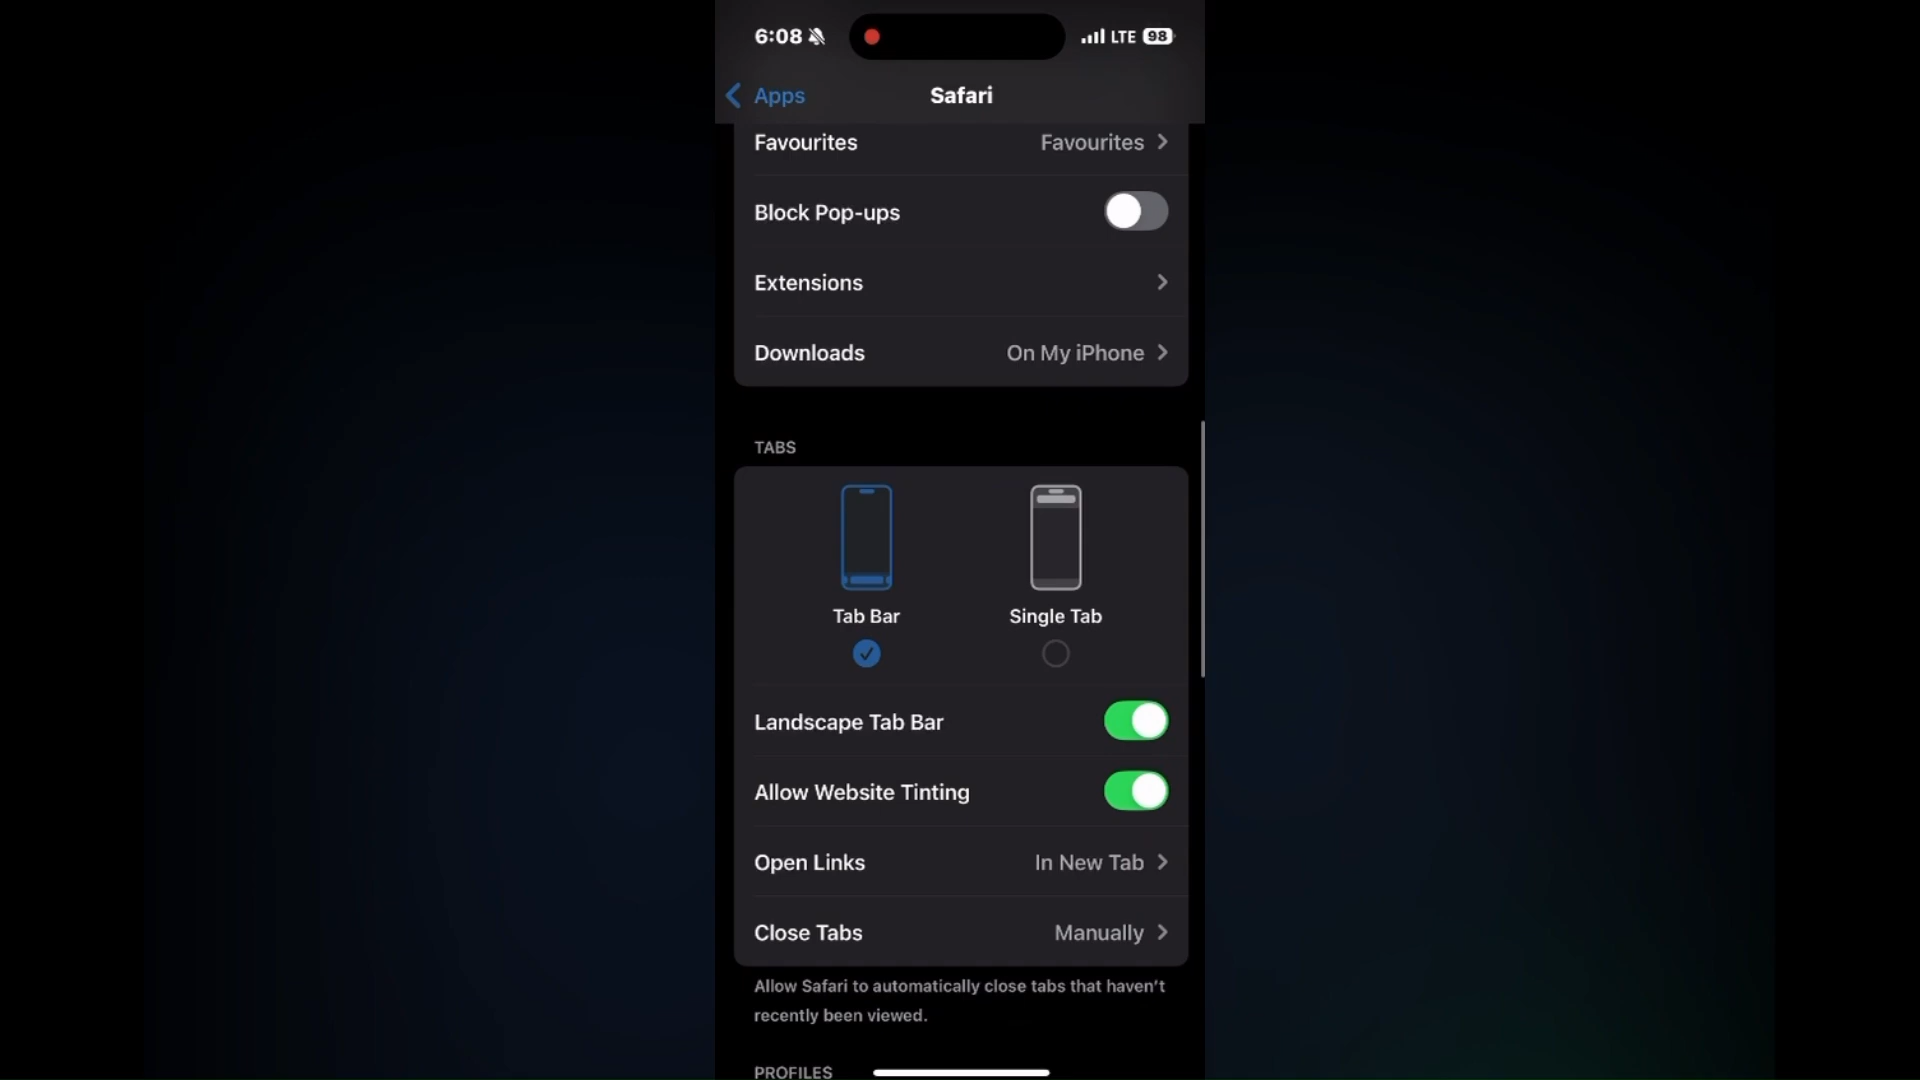 6:08 LTE 98
Apps Safari
Favourites Favourites
Block Pop-ups
Extensions
Downloads On My iPhone
TABS
Tab Bar Single Tab
Landscape Tab Bar
Allow Website Tinting
Open Links In New Tab
Close Tabs Manually
Allow Safari to automatically close tabs that haven't
recently been viewed.
PROFILES